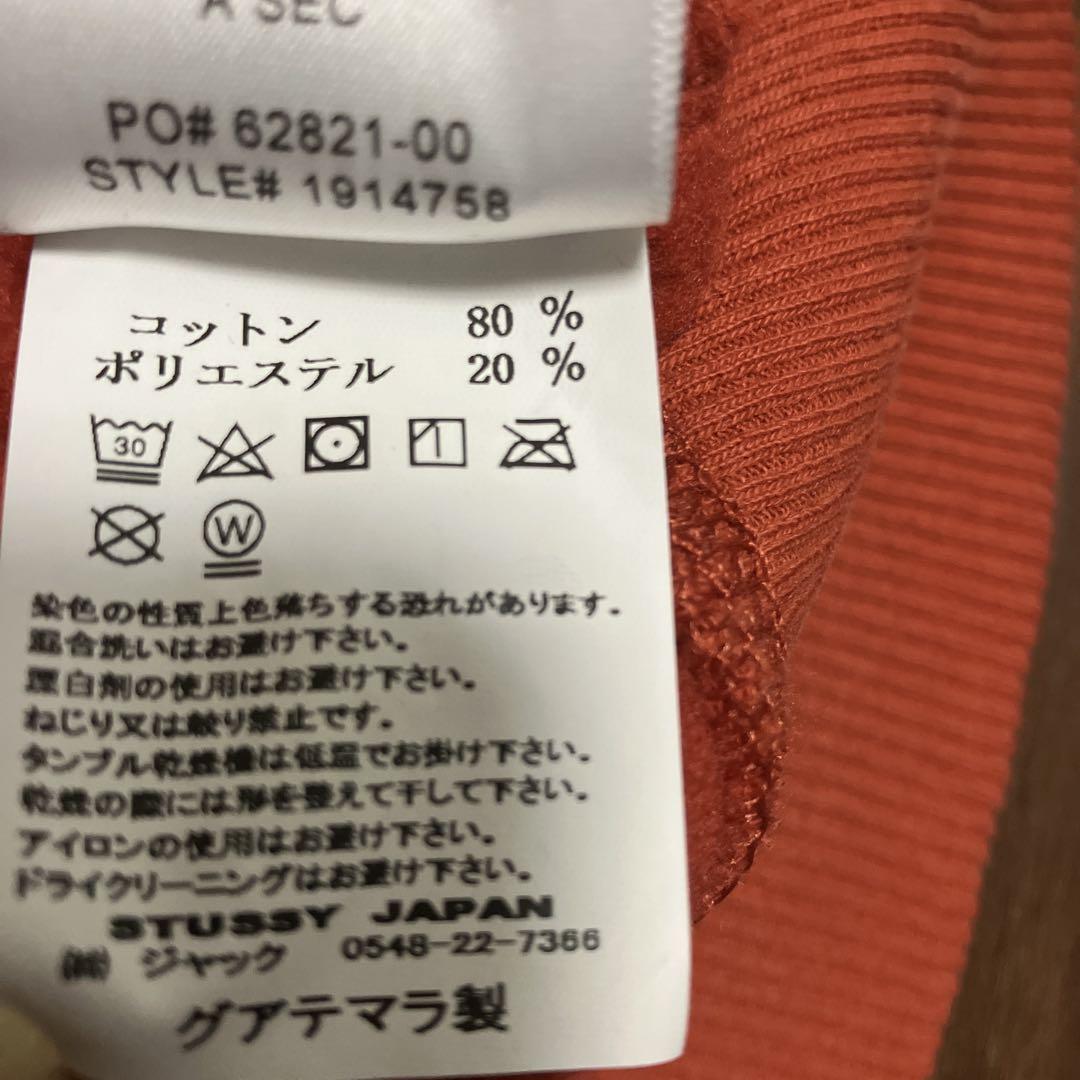 A SEC
PO# 62821-00
STYLE# 1914758
コットン 80 %
ポリエステル 20 %
30
W
染色の性質上色落ちする恐れがあります。
混合洗いはお避け下さい。
漂白剤の使用はお避け下さい。
ねじり又は絞り禁止です。
タンブル乾燥機は低温でお掛け下さい。
乾燥の際には形を整えて干して下さい。
アイロンの使用はお避け下さい。
ドライクリーニングはお避け下さい。
STUSSY JAPAN
㈱ ジャック 0548-22-7366
グアテマラ製